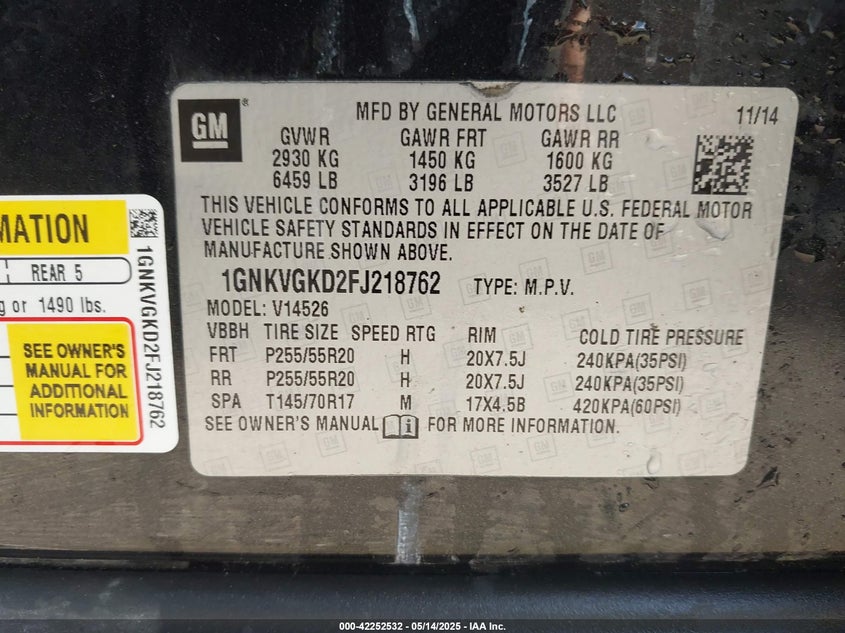 GM
MFD BY GENERAL MOTORS LLC 11/14
GVWR GAWR FRT GAWR RR
2930 KG 1450 KG 1600 KG
6459 LB 3196 LB 3527 LB
THIS VEHICLE CONFORMS TO ALL APPLICABLE U.S. FEDERAL MOTOR
VEHICLE SAFETY STANDARDS IN EFFECT ON THE DATE OF
MANUFACTURE SHOWN ABOVE.
1GNKVGKD2FJ218762 TYPE: M.P.V.
MODEL: V14526
VBBH TIRE SIZE SPEED RTG RIM COLD TIRE PRESSURE
FRT P255/55R20 H 20X7.5J 240KPA(35PSI)
RR P255/55R20 H 20X7.5J 240KPA(35PSI)
SPA T145/70R17 M 17X4.5B 420KPA(60PSI)
SEE OWNER'S MANUAL FOR MORE INFORMATION.
MATION
REAR 5
g or 1490 lbs.
SEE OWNER'S
MANUAL FOR
ADDITIONAL
INFORMATION
1GNKVGKD2FJ218762
000-42252532 - 05/14/2025 - IAA Inc.